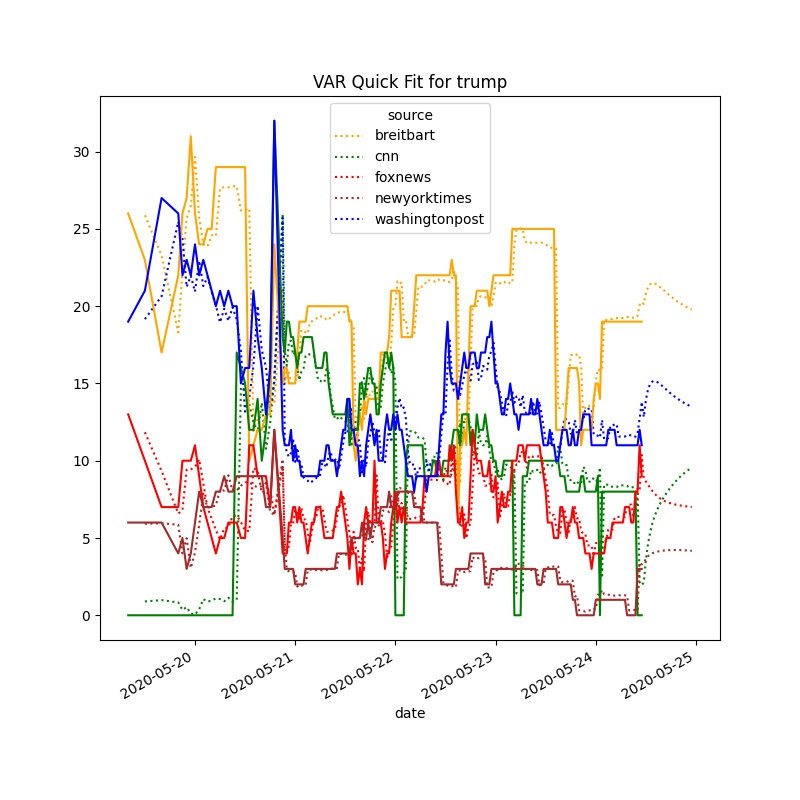 VAR Quick Fit for trump
source
breitbart
cnn
foxnews
newyorktimes
washingtonpost
30
25
20
15
10
5
0
2020-05-20
2020-05-21
2020-05-22
2020-05-23
2020-05-24
2020-05-25
date